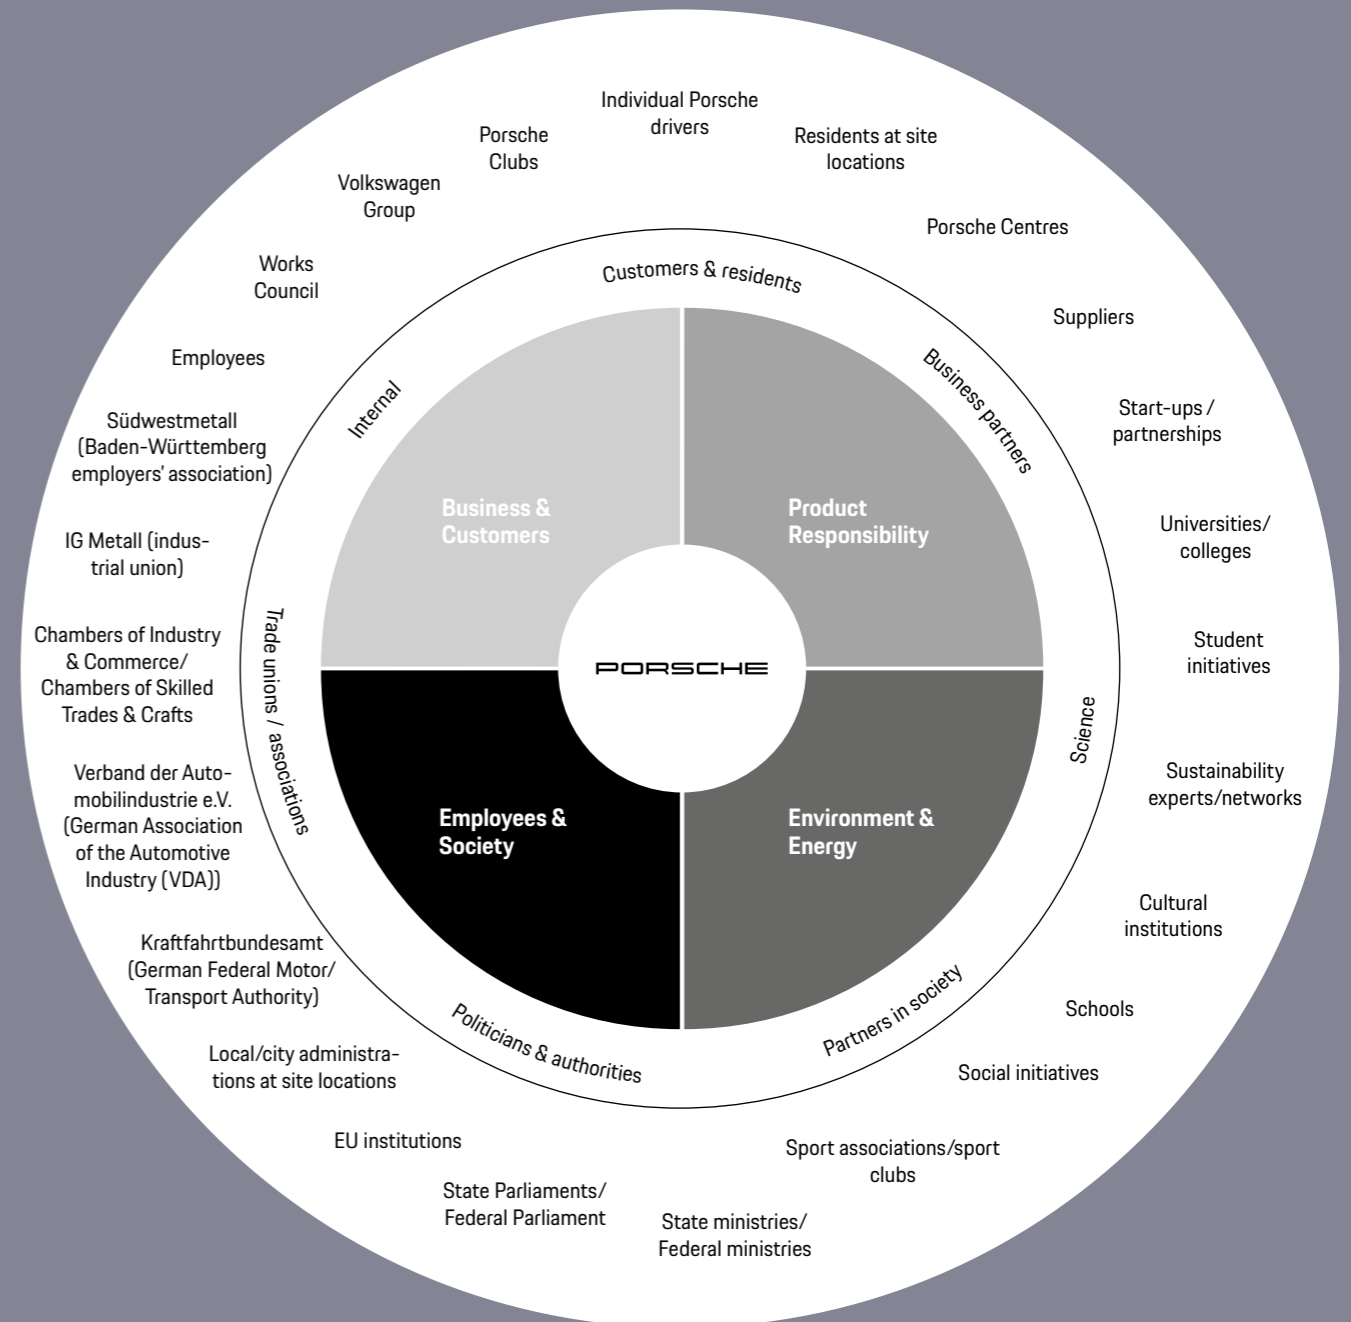 Individual Porsche
drivers
Residents at site
locations
Porsche Centres
Suppliers
Start-ups /
partnerships
Universities/
colleges
Student
initiatives
Sustainability
experts/networks
Cultural
institutions
Schools
Social initiatives
Sport associations/sport
clubs
State ministries/
Federal ministries
State Parliaments/
Federal Parliament
EU institutions
Local/city administra-
tions at site locations
Kraftfahrtbundesamt
(German Federal Motor/
Transport Authority)
Verband der Auto-
mobilindustrie e.V.
(German Association
of the Automotive
Industry (VDA))
Chambers of Industry
& Commerce/
Chambers of Skilled
Trades & Crafts
IG Metall (indus-
trial union)
Südwestmetall
(Baden-Württemberg
employers' association)
Employees
Works
Council
Volkswagen
Group
Porsche
Clubs
Customers & residents
Business partners
Science
Partners in society
Politicians & authorities
Trade unions / associations
Internal
Business &
Customers
Product
Responsibility
Employees &
Society
Environment &
Energy
PORSCHE